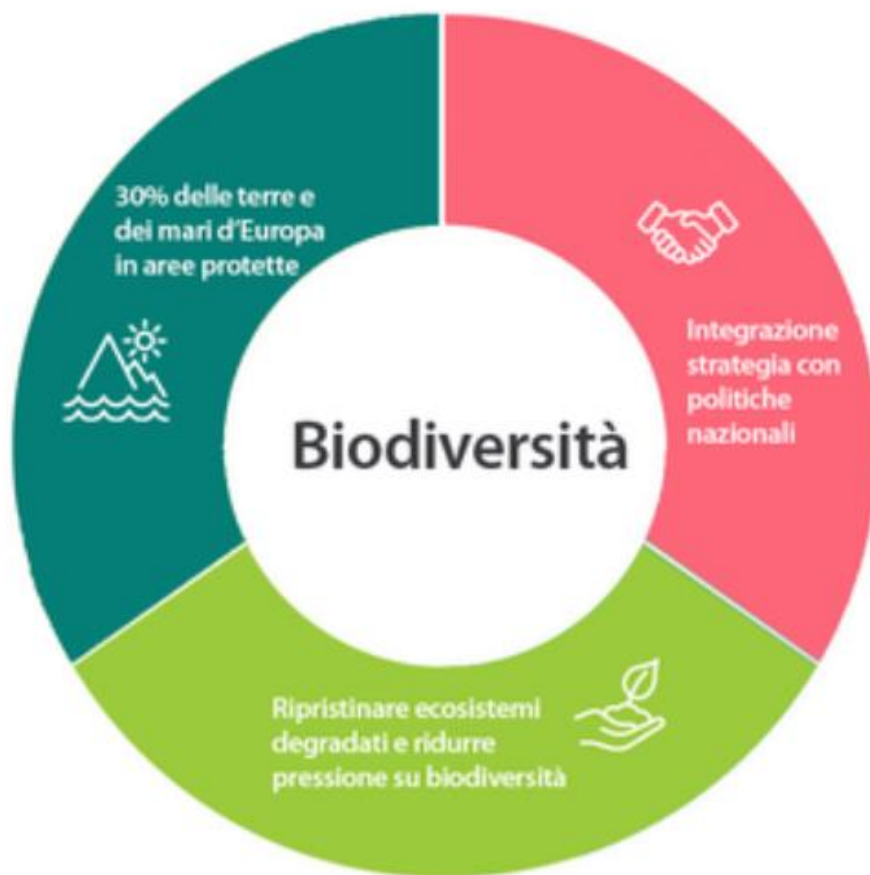 30% delle terre e
dei mari d'Europa
in aree protette
Integrazione
strategia con
politiche
nazionali
Biodiversità
Ripristinare ecosistemi
degradati e ridurre
pressione su biodiversità